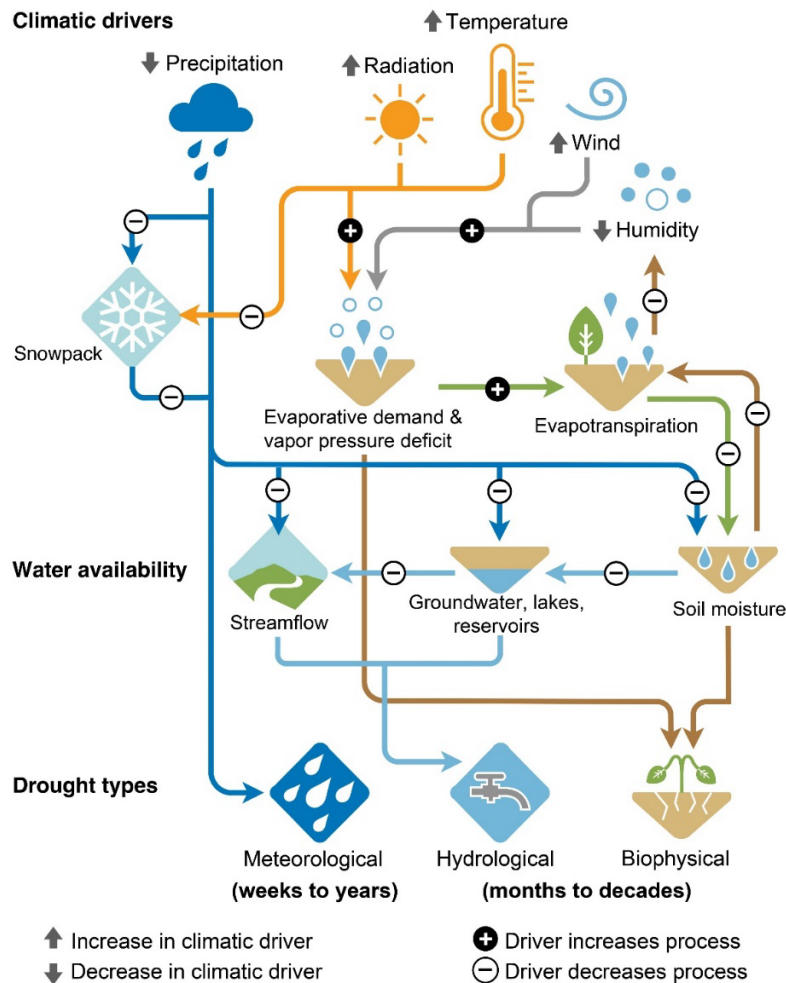 Climatic drivers
Temperature
Precipitation
Radiation
Wind
Humidity
Snowpack
Evaporative demand &
vapor pressure deficit
Evapotranspiration
Water availability
Streamflow
Groundwater, lakes,
reservoirs
Soil moisture
Drought types
Meteorological
(weeks to years)
Hydrological
Biophysical
(months to decades)
Increase in climatic driver
Decrease in climatic driver
Driver increases process
Driver decreases process